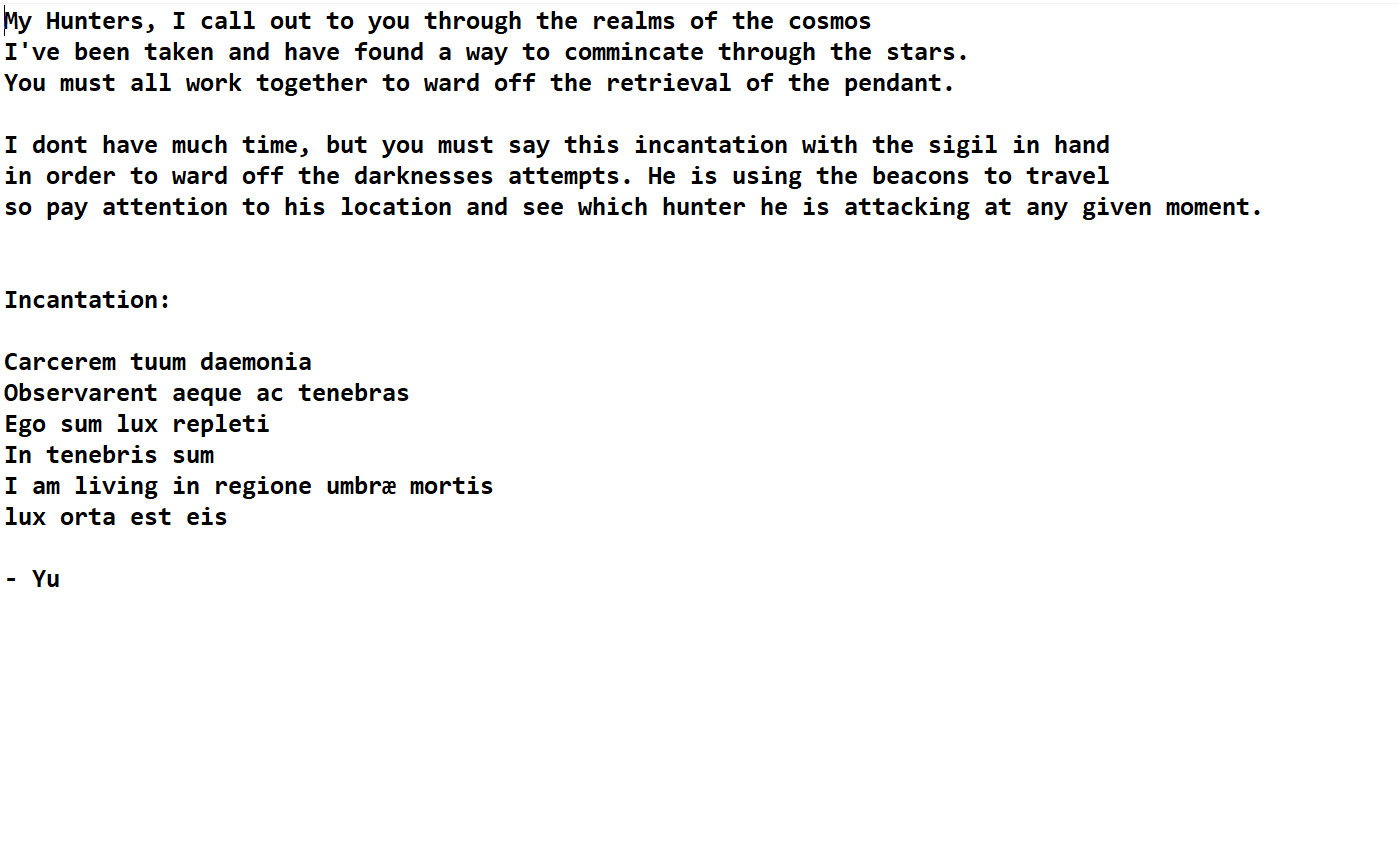 My Hunters, I call out to you through the realms of the cosmos
I've been taken and have found a way to commincate through the stars.
You must all work together to ward off the retrieval of the pendant.
I dont have much time, but you must say this incantation with the sigil in hand
in order to ward off the darknesses attempts. He is using the beacons to travel
so pay attention to his location and see which hunter he is attacking at any given moment.
Incantation:
Carcerem tuum daemonia
Observarent aeque ac tenebras
Ego sum lux repleti
In tenebris sum
I am living in regione umbræ mortis
lux orta est eis
- Yu